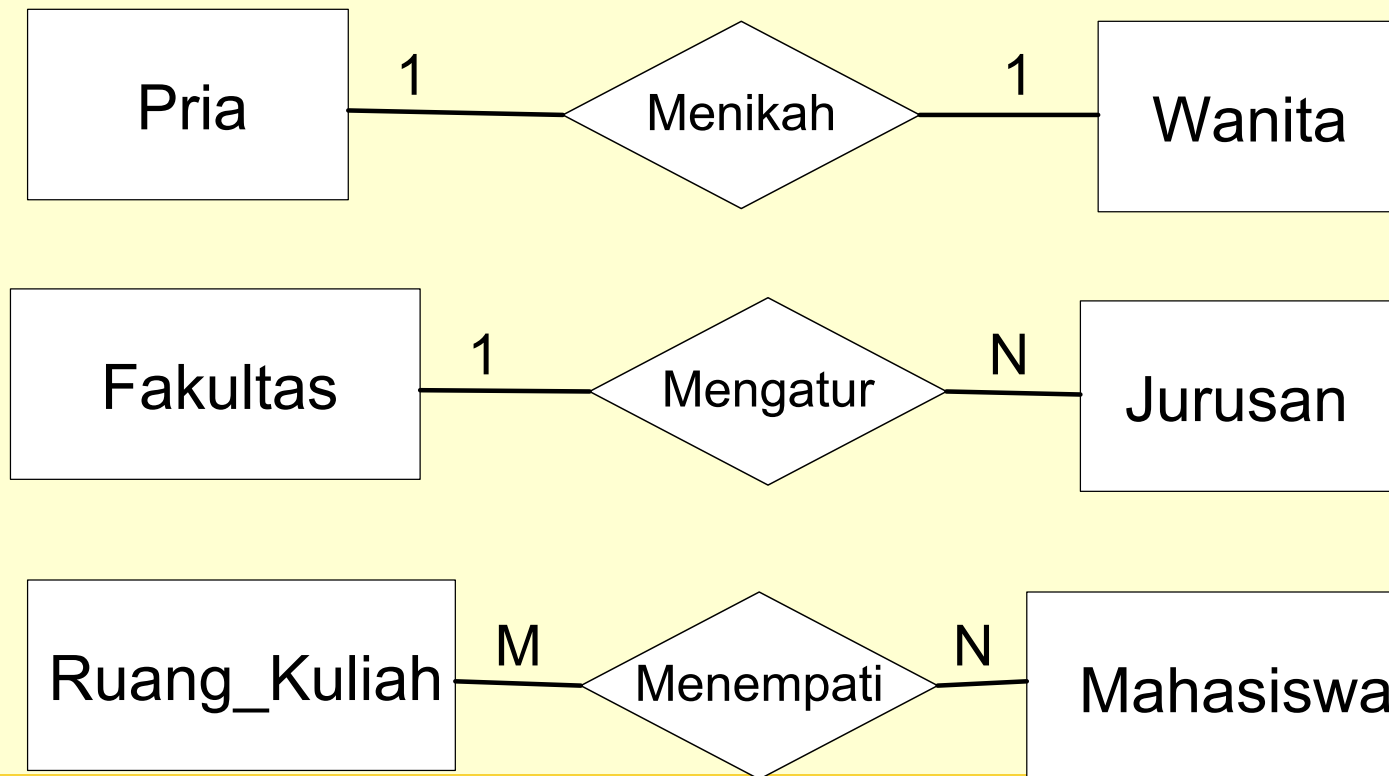 Pria 1 Menikah 1 Wanita
Fakultas 1 Mengatur N Jurusan
Ruang_Kuliah M Menempati N Mahasiswa